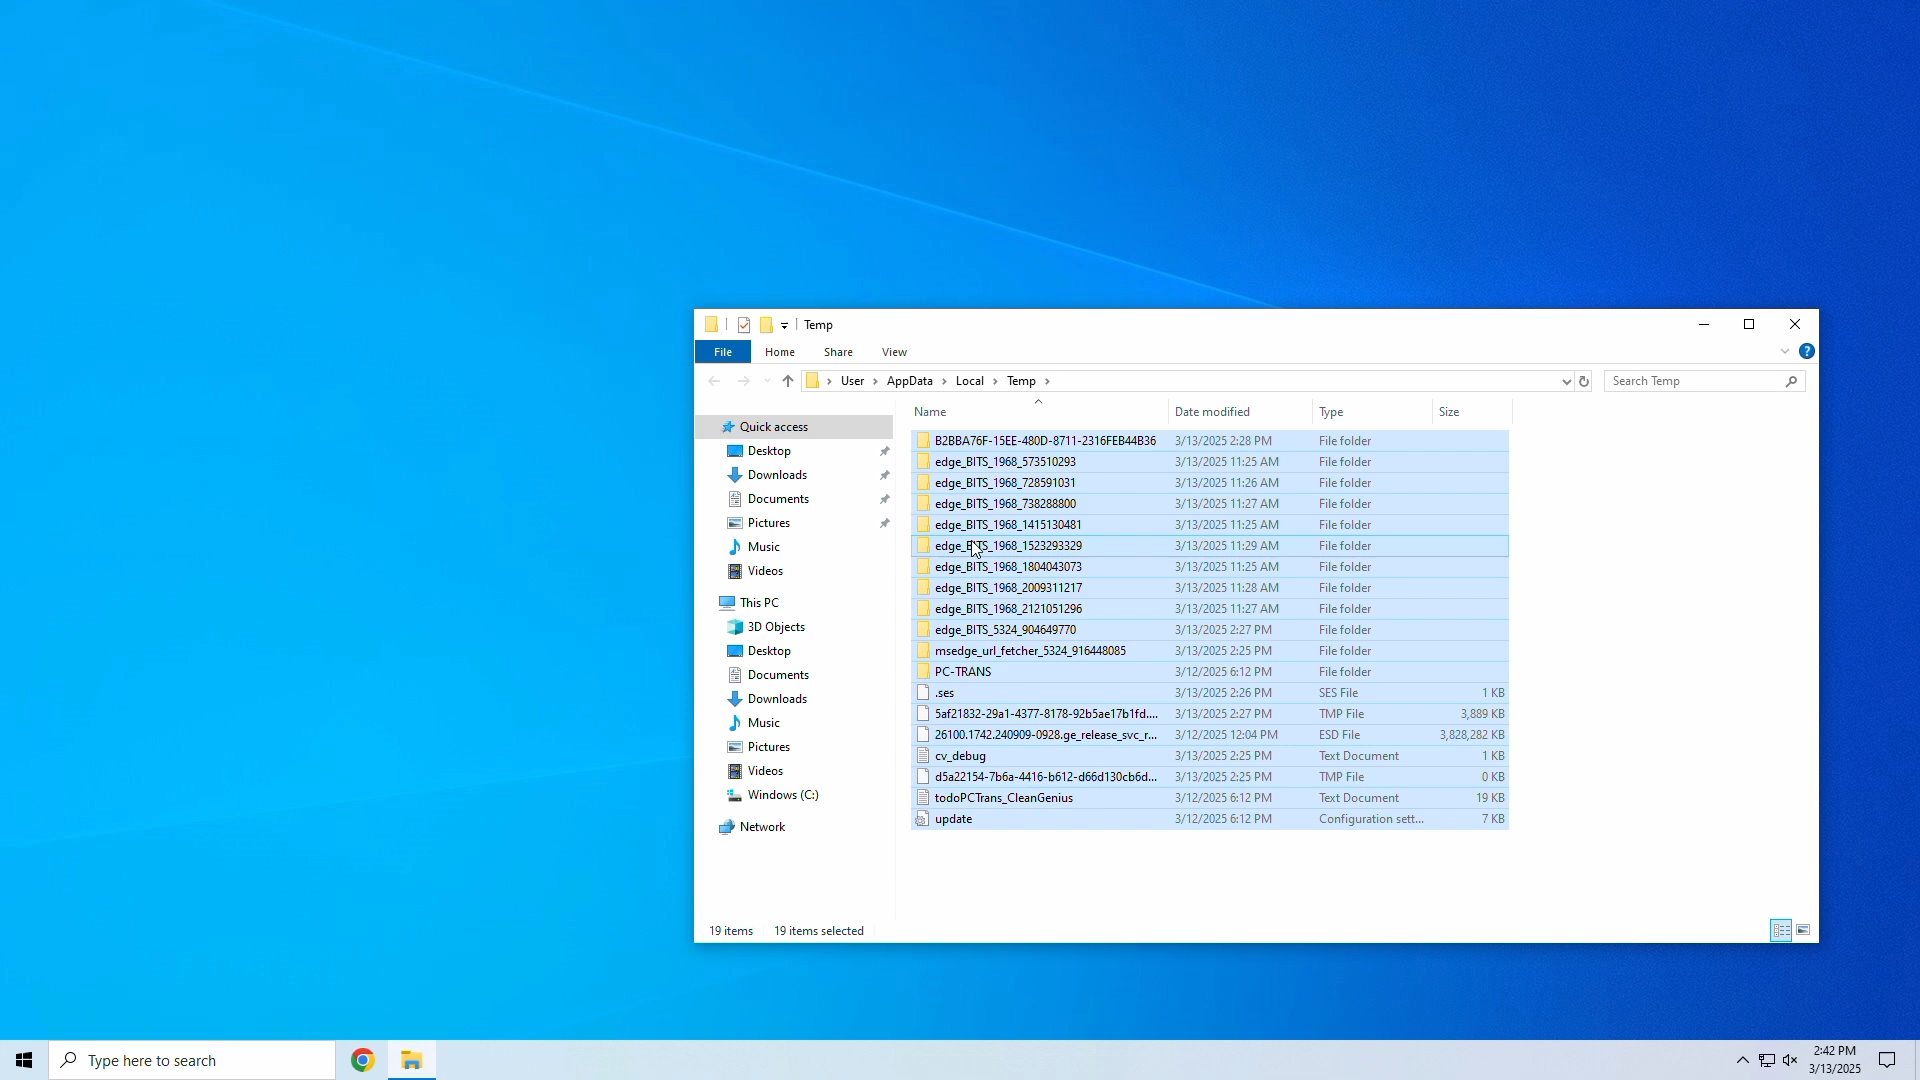 Temp
File Home Share View
User AppData Local Temp
Search Temp
Name Date modified Type Size
Quick access
Desktop
Downloads
Documents
Pictures
Music
Videos
This PC
3D Objects
Desktop
Documents
Downloads
Music
Pictures
Videos
Windows (C:)
Network
B2BBA76F-15EE-480D-8711-2316FEB44B36 3/13/2025 2:28 PM File folder
edge_BITS_1968_573510293 3/13/2025 11:25 AM File folder
edge_BITS_1968_728591031 3/13/2025 11:26 AM File folder
edge_BITS_1968_738288800 3/13/2025 11:27 AM File folder
edge_BITS_1968_1415130481 3/13/2025 11:25 AM File folder
edge_BITS_1968_1523293329 3/13/2025 11:29 AM File folder
edge_BITS_1968_1804043073 3/13/2025 11:25 AM File folder
edge_BITS_1968_2009311217 3/13/2025 11:28 AM File folder
edge_BITS_1968_2121051296 3/13/2025 11:27 AM File folder
edge_BITS_5324_904649770 3/13/2025 2:27 PM File folder
msedge_url_fetcher_5324_916448085 3/13/2025 2:25 PM File folder
PC-TRANS 3/12/2025 6:12 PM File folder
.ses 3/13/2025 2:26 PM SES File 1 KB
5af21832-29a1-4377-8178-92b5ae17b1fd.... 3/13/2025 2:27 PM TMP File 3,889 KB
26100.1742.240909-0928.ge_release_svc_r... 3/12/2025 12:04 PM ESD File 3,828,282 KB
cv_debug 3/13/2025 2:25 PM Text Document 1 KB
d5a22154-7b6a-4416-b612-d66d130cb6d... 3/13/2025 2:25 PM TMP File 0 KB
todoPCTrans_CleanGenius 3/12/2025 6:12 PM Text Document 19 KB
update 3/12/2025 6:12 PM Configuration sett... 7 KB
19 items 19 items selected
Type here to search
2:42 PM
3/13/2025